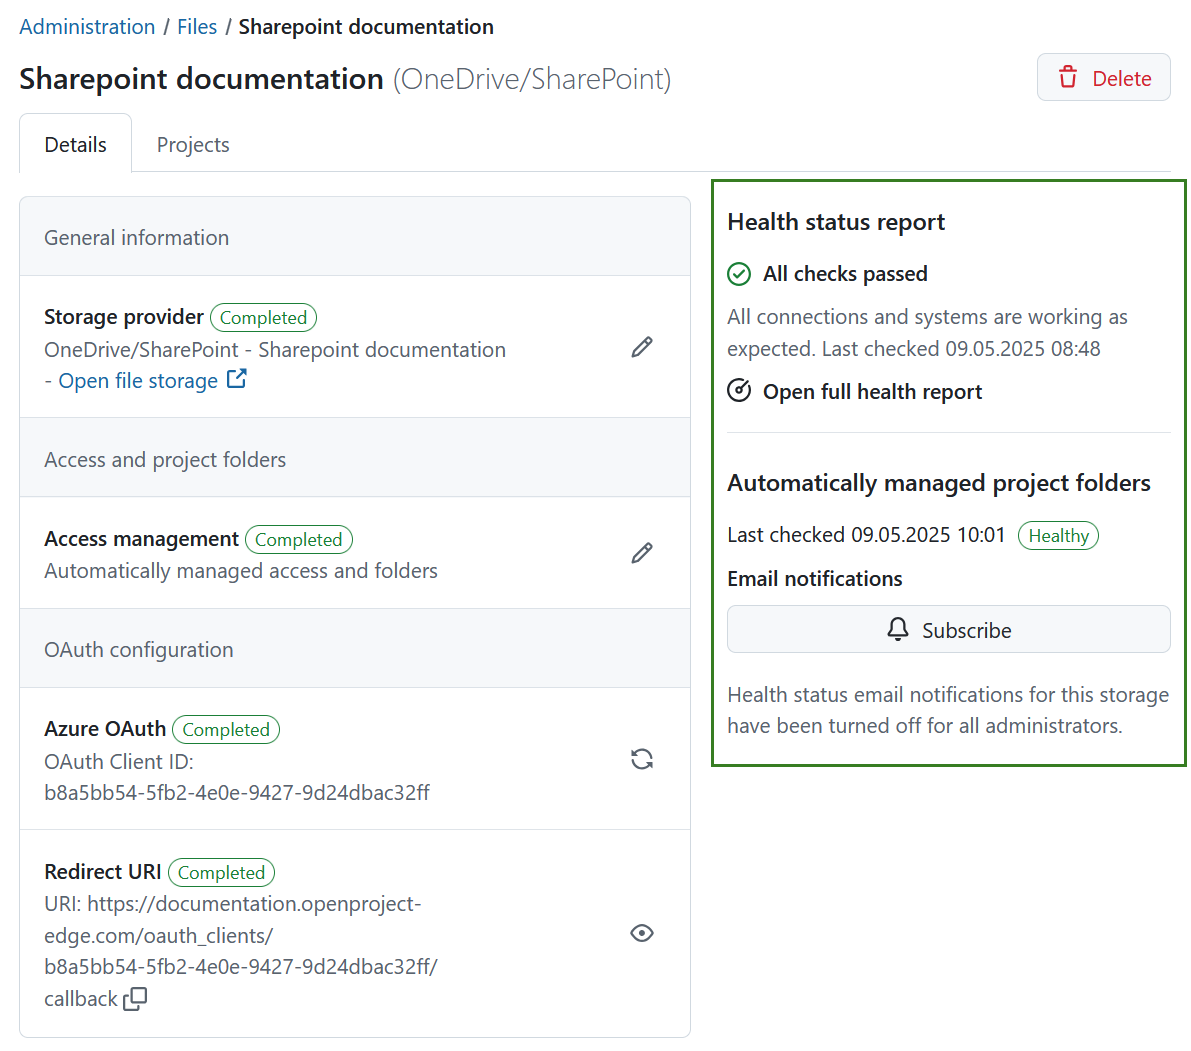 Administration / Files / Sharepoint documentation
Sharepoint documentation (OneDrive/SharePoint)
Delete
Details
Projects
General information
Storage provider Completed
OneDrive/SharePoint - Sharepoint documentation
- Open file storage
Access and project folders
Access management Completed
Automatically managed access and folders
OAuth configuration
Azure OAuth Completed
OAuth Client ID:
b8a5bb54-5fb2-4e0e-9427-9d24dbac32ff
Redirect URI Completed
URI: https://documentation.openproject-
edge.com/oauth_clients/
b8a5bb54-5fb2-4e0e-9427-9d24dbac32ff/
callback
Health status report
All checks passed
All connections and systems are working as
expected. Last checked 09.05.2025 08:48
Open full health report
Automatically managed project folders
Last checked 09.05.2025 10:01 Healthy
Email notifications
Subscribe
Health status email notifications for this storage
have been turned off for all administrators.